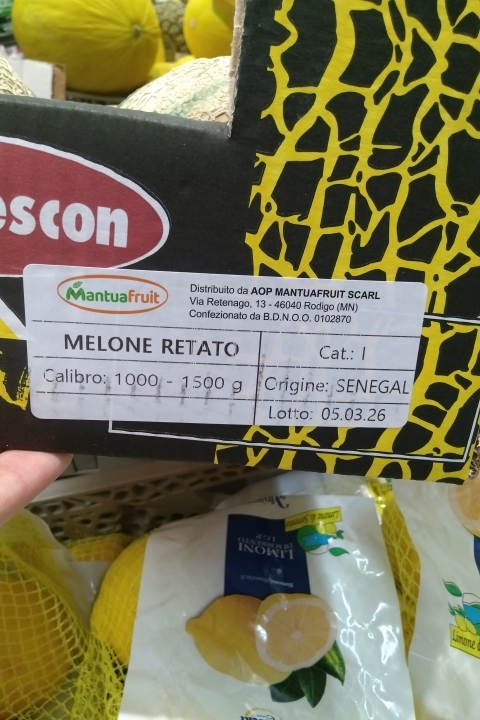 escon
Mantuafruit
Distribuito da AOP MANTUAFRUIT SCARL
Via Retenago, 13 - 46040 Rodigo (MN)
Confezionato da B.D.N.O.O. 0102870
MELONE RETATO
Cat.: I
Calibro: 1000 - 1500 g
Origine: SENEGAL
Lotto: 05.03.26
LIMONI
I.G.P.
Limone